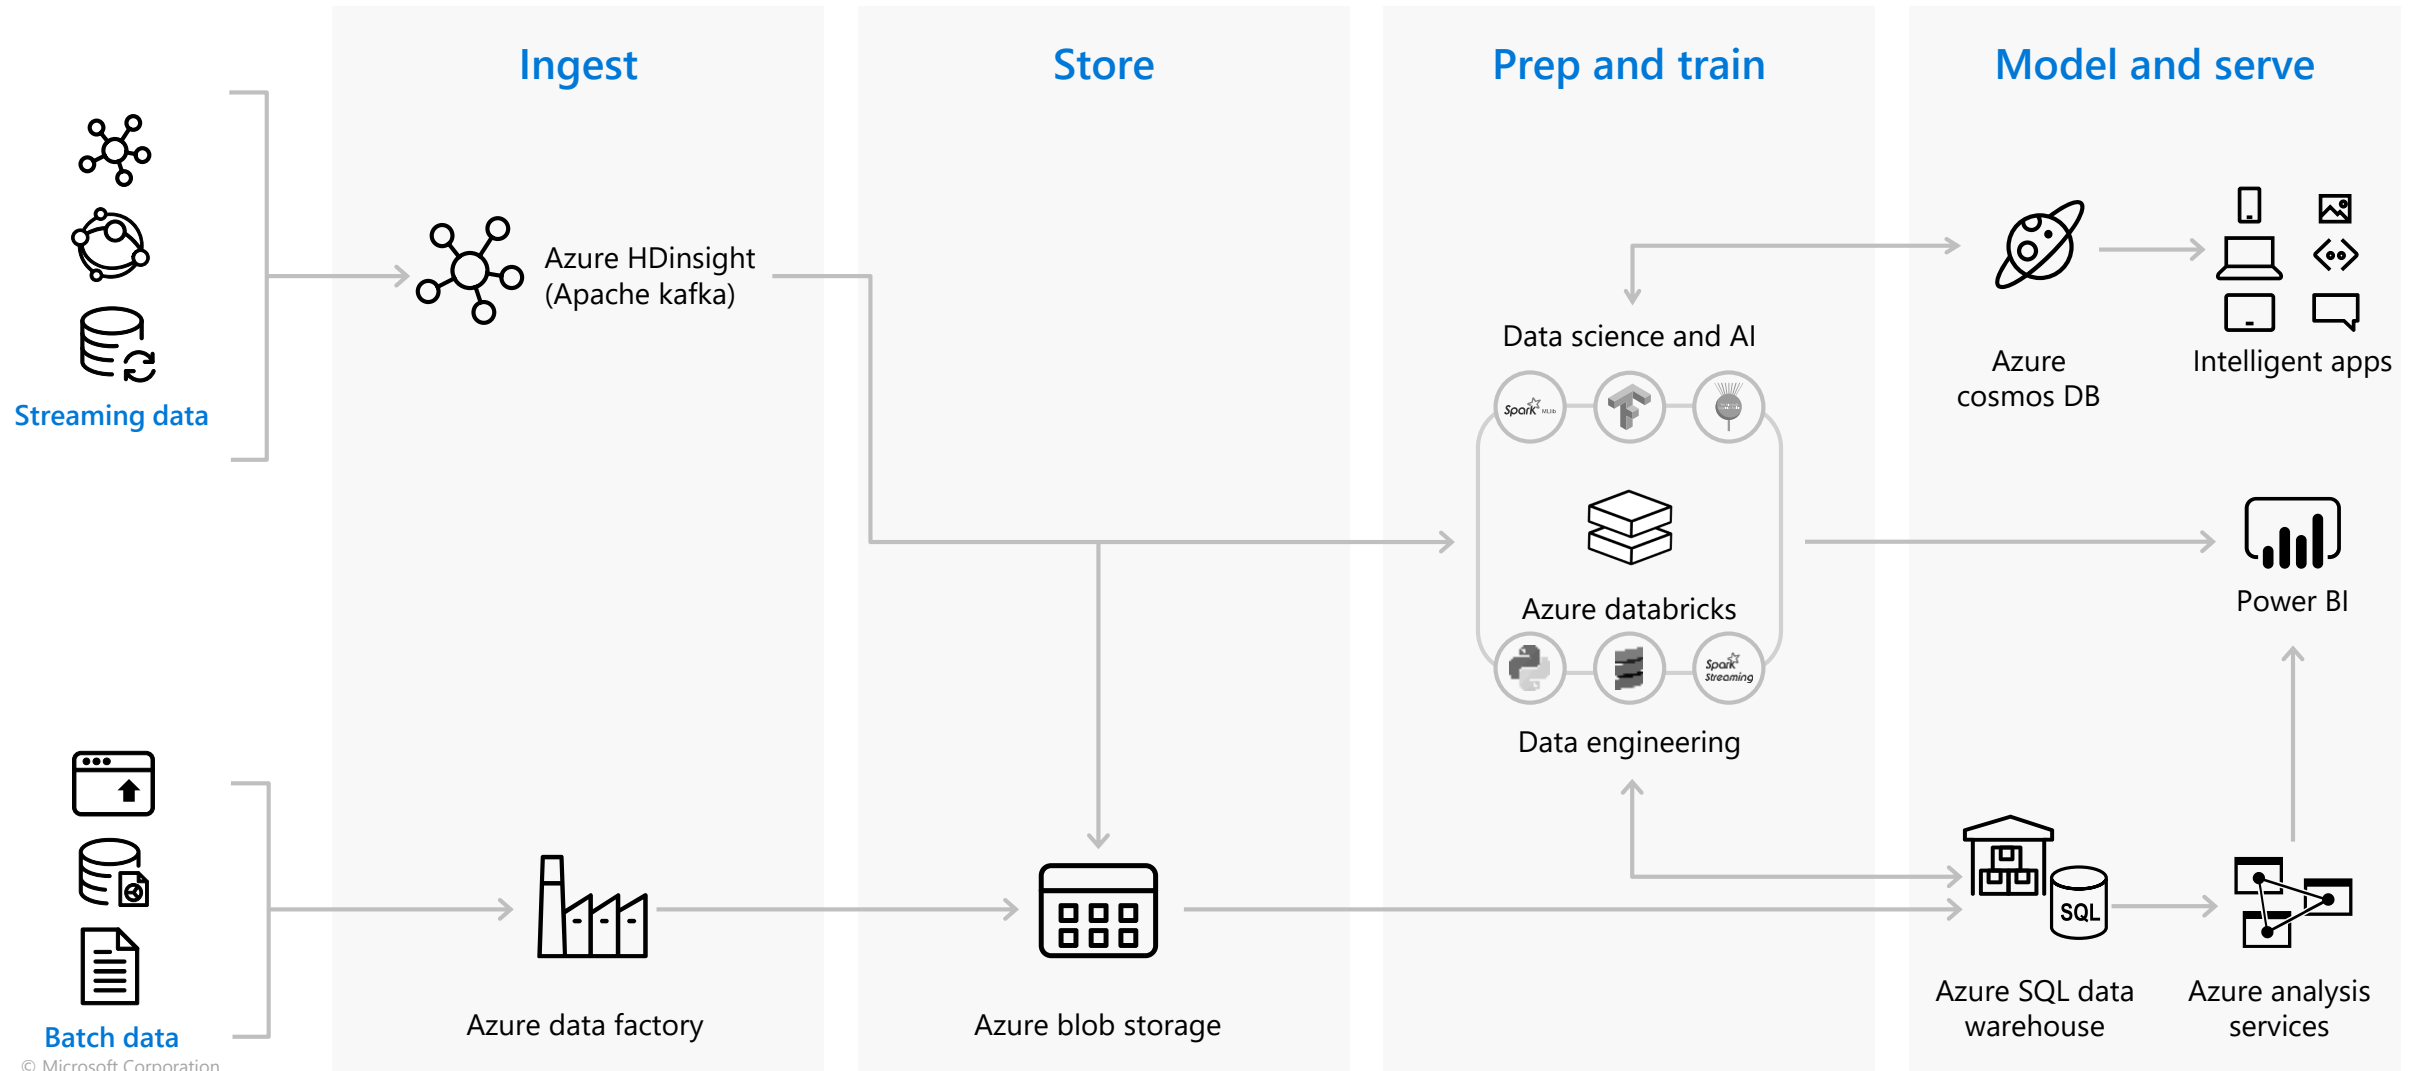 Ingest
Store
Prep and train
Model and serve
Streaming data
Azure HDinsight
(Apache kafka)
Data science and AI
Spark MLlib
Azure
cosmos DB
Intelligent apps
Azure databricks
Spark
Streaming
Data engineering
Power BI
SQL
Batch data
Azure data factory
Azure blob storage
Azure SQL data
warehouse
Azure analysis
services
© Microsoft Corporation